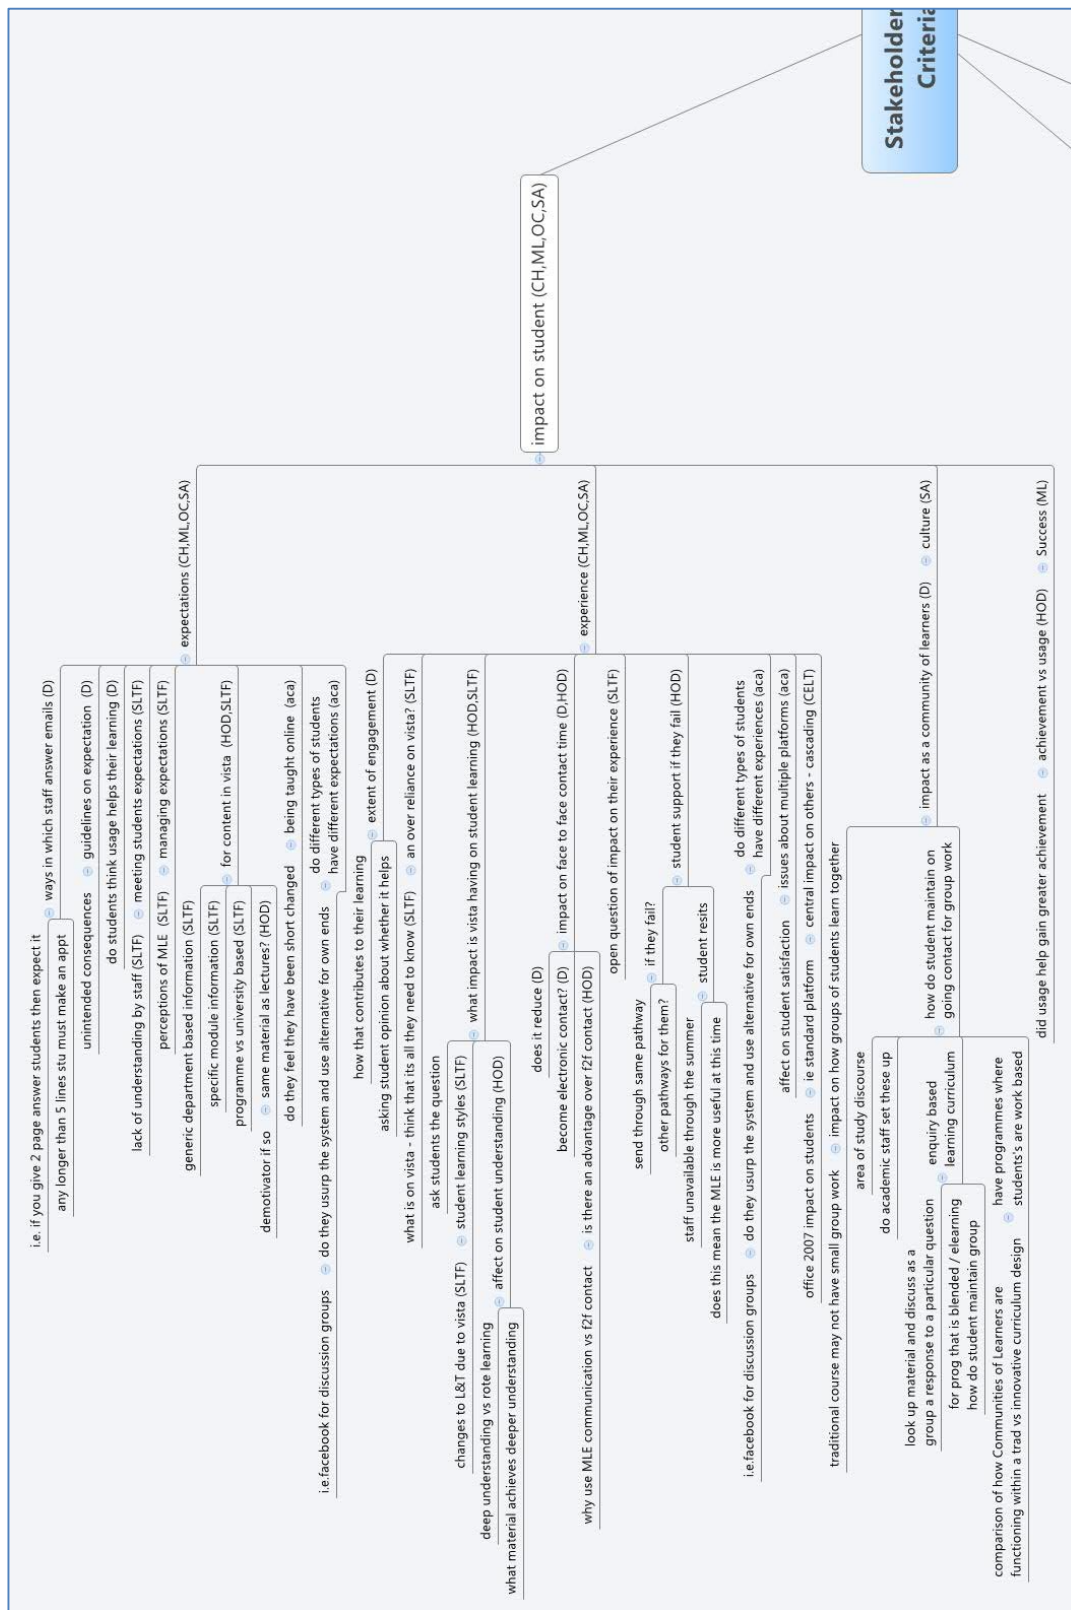 Stakeholder
Criteria
impact on student (CH,ML,OC,SA)
expectations (CH,ML,OC,SA)
ways in which staff answer emails (D)
i.e. if you give 2 page answer students then expect it
any longer than 5 lines stu must make an appt
guidelines on expectation (D)
unintended consequences
do students think usage helps their learning (D)
meeting students expectations (SLTF)
lack of understanding by staff (SLTF)
managing expectations (SLTF)
perceptions of MLE (SLTF)
for content in vista (HOD,SLTF)
generic department based information (SLTF)
specific module information (SLTF)
programme vs university based (SLTF)
same material as lectures? (HOD)
demotivator if so
being taught online (aca)
do they feel they have been short changed
do different types of students
have different expectations (aca)
do they usurp the system and use alternative for own ends
i.e.facebook for discussion groups
experience (CH,ML,OC,SA)
extent of engagement (D)
how that contributes to their learning
asking student opinion about whether it helps
an over reliance on vista? (SLTF)
what is on vista - think that its all they need to know (SLTF)
what impact is vista having on student learning (HOD,SLTF)
ask students the question
student learning styles (SLTF)
changes to L&T due to vista (SLTF)
affect on student understanding (HOD)
deep understanding vs rote learning
what material achieves deeper understanding
impact on face to face contact time (D,HOD)
does it reduce (D)
become electronic contact? (D)
is there an advantage over f2f contact (HOD)
why use MLE communication vs f2f contact
open question of impact on their experience (SLTF)
student support if they fail (HOD)
if they fail?
send through same pathway
other pathways for them?
student resits
staff unavailable through the summer
does this mean the MLE is more useful at this time
do different types of students
have different experiences (aca)
do they usurp the system and use alternative for own ends
i.e.facebook for discussion groups
issues about multiple platforms (aca)
affect on student satisfaction
central impact on others - cascading (CELT)
ie standard platform
office 2007 impact on students
culture (SA)
impact as a community of learners (D)
impact on how groups of students learn together
traditional course may not have small group work
how do student maintain on
going contact for group work
area of study discourse
do academic staff set these up
enquiry based
learning curriculum
look up material and discuss as a
group a response to a particular question
for prog that is blended / elearning
how do student maintain group
have programmes where
students's are work based
comparison of how Communities of Learners are
functioning within a trad vs innovative curriculum design
Success (ML)
achievement vs usage (HOD)
did usage help gain greater achievement